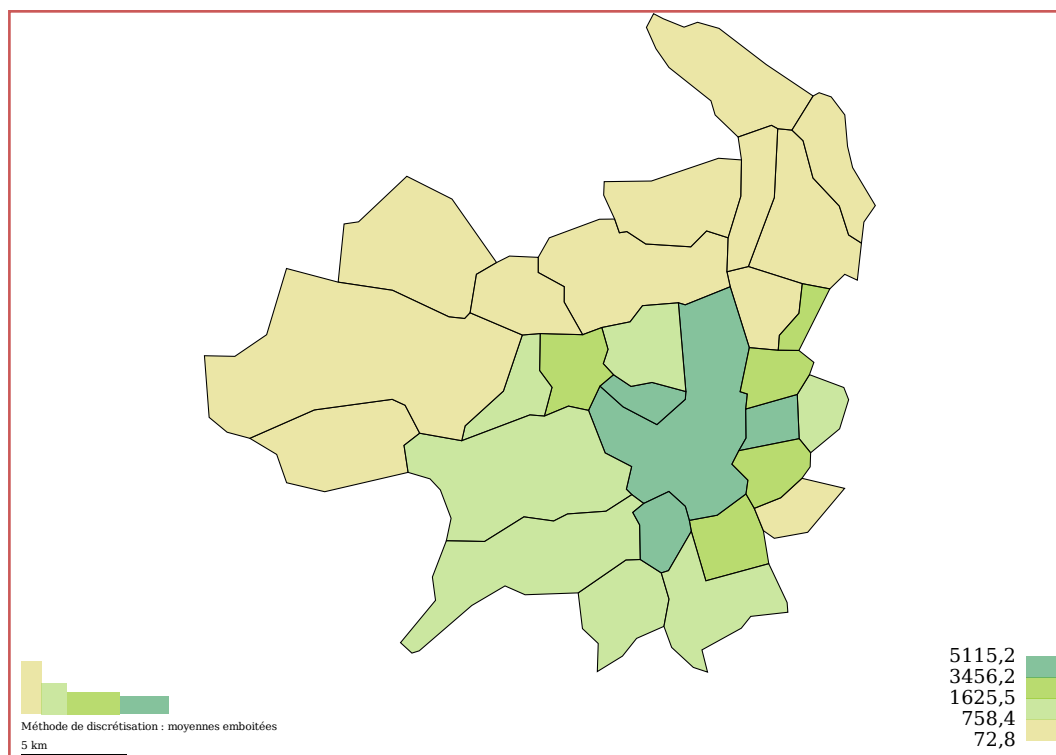 5115,2
3456,2
1625,5
758,4
72,8
Méthode de discrétisation : moyennes emboitées
5 km